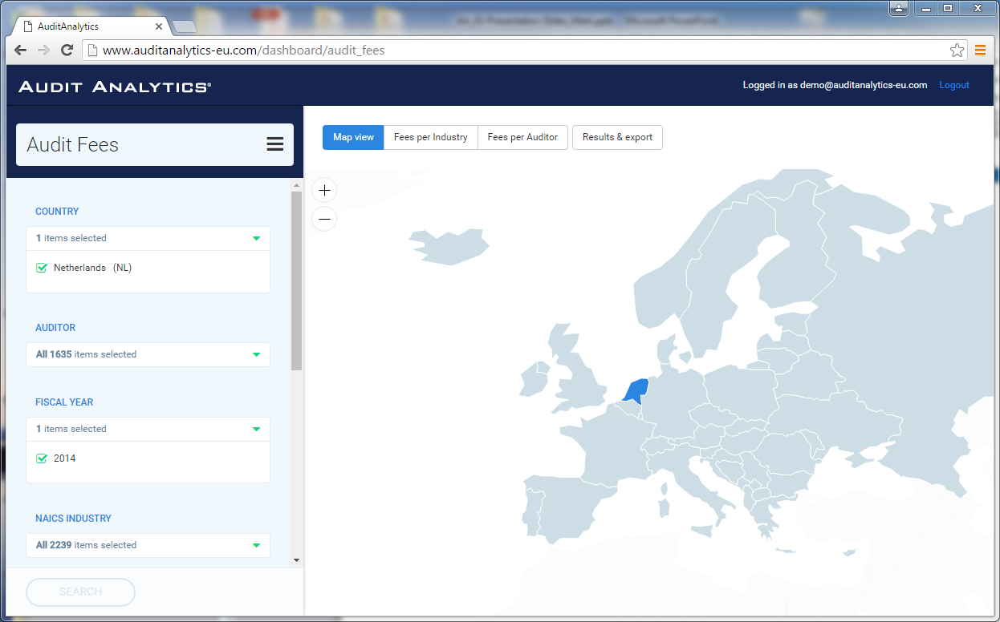 AuditAnalytics
www.auditanalytics-eu.com/dashboard/audit_fees
AUDIT ANALYTICS®
Logged in as demo@auditanalytics-eu.com Logout
Audit Fees
Map view Fees per Industry Fees per Auditor Results & export
COUNTRY
1 items selected
Netherlands (NL)
AUDITOR
All 1635 items selected
FISCAL YEAR
1 items selected
2014
NAICS INDUSTRY
All 2239 items selected
SEARCH